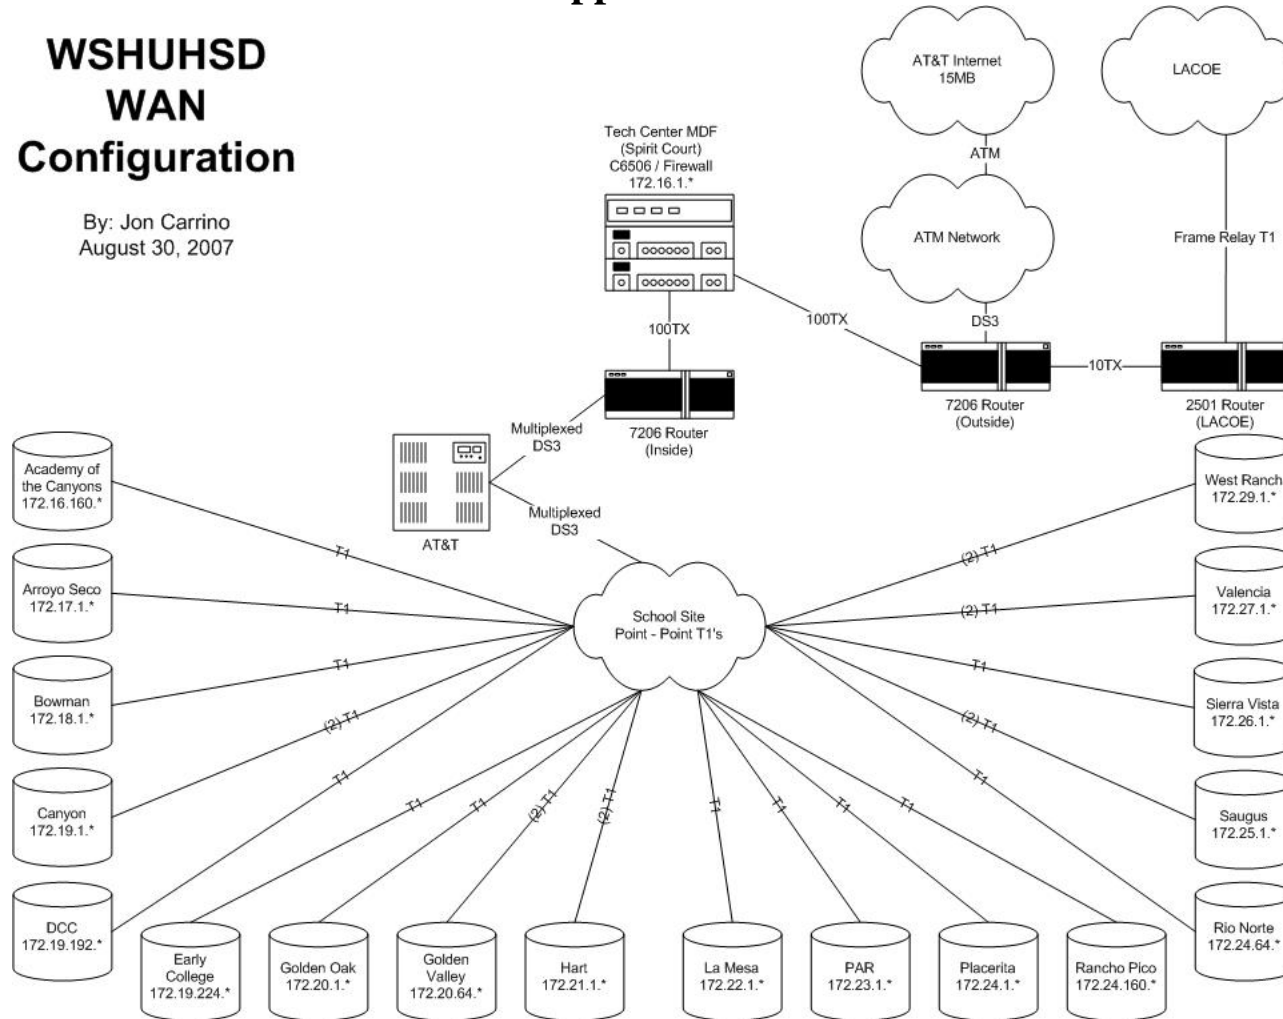 WSHUHSD
WAN
Configuration
By: Jon Carrino
August 30, 2007
AT&T Internet
15MB
LACOE
ATM
ATM Network
Frame Relay T1
DS3
Tech Center MDF
(Spirit Court)
C6506 / Firewall
172.16.1.*
100TX
100TX
10TX
7206 Router
(Inside)
7206 Router
(Outside)
2501 Router
(LACOE)
Multiplexed
DS3
AT&T
Multiplexed
DS3
School Site
Point - Point T1's
Academy of
the Canyons
172.16.160.*
T1
Arroyo Seco
172.17.1.*
T1
Bowman
172.18.1.*
T1
Canyon
172.19.1.*
(2) T1
DCC
172.19.192.*
T1
Early
College
172.19.224.*
T1
Golden Oak
172.20.1.*
T1
Golden
Valley
172.20.64.*
(2) T1
Hart
172.21.1.*
(2) T1
La Mesa
172.22.1.*
T1
PAR
172.23.1.*
T1
Placerita
172.24.1.*
T1
Rancho Pico
172.24.160.*
T1
Rio Norte
172.24.64.*
T1
Saugus
172.25.1.*
(2) T1
Sierra Vista
172.26.1.*
T1
Valencia
172.27.1.*
(2) T1
West Ranch
172.29.1.*
(2) T1